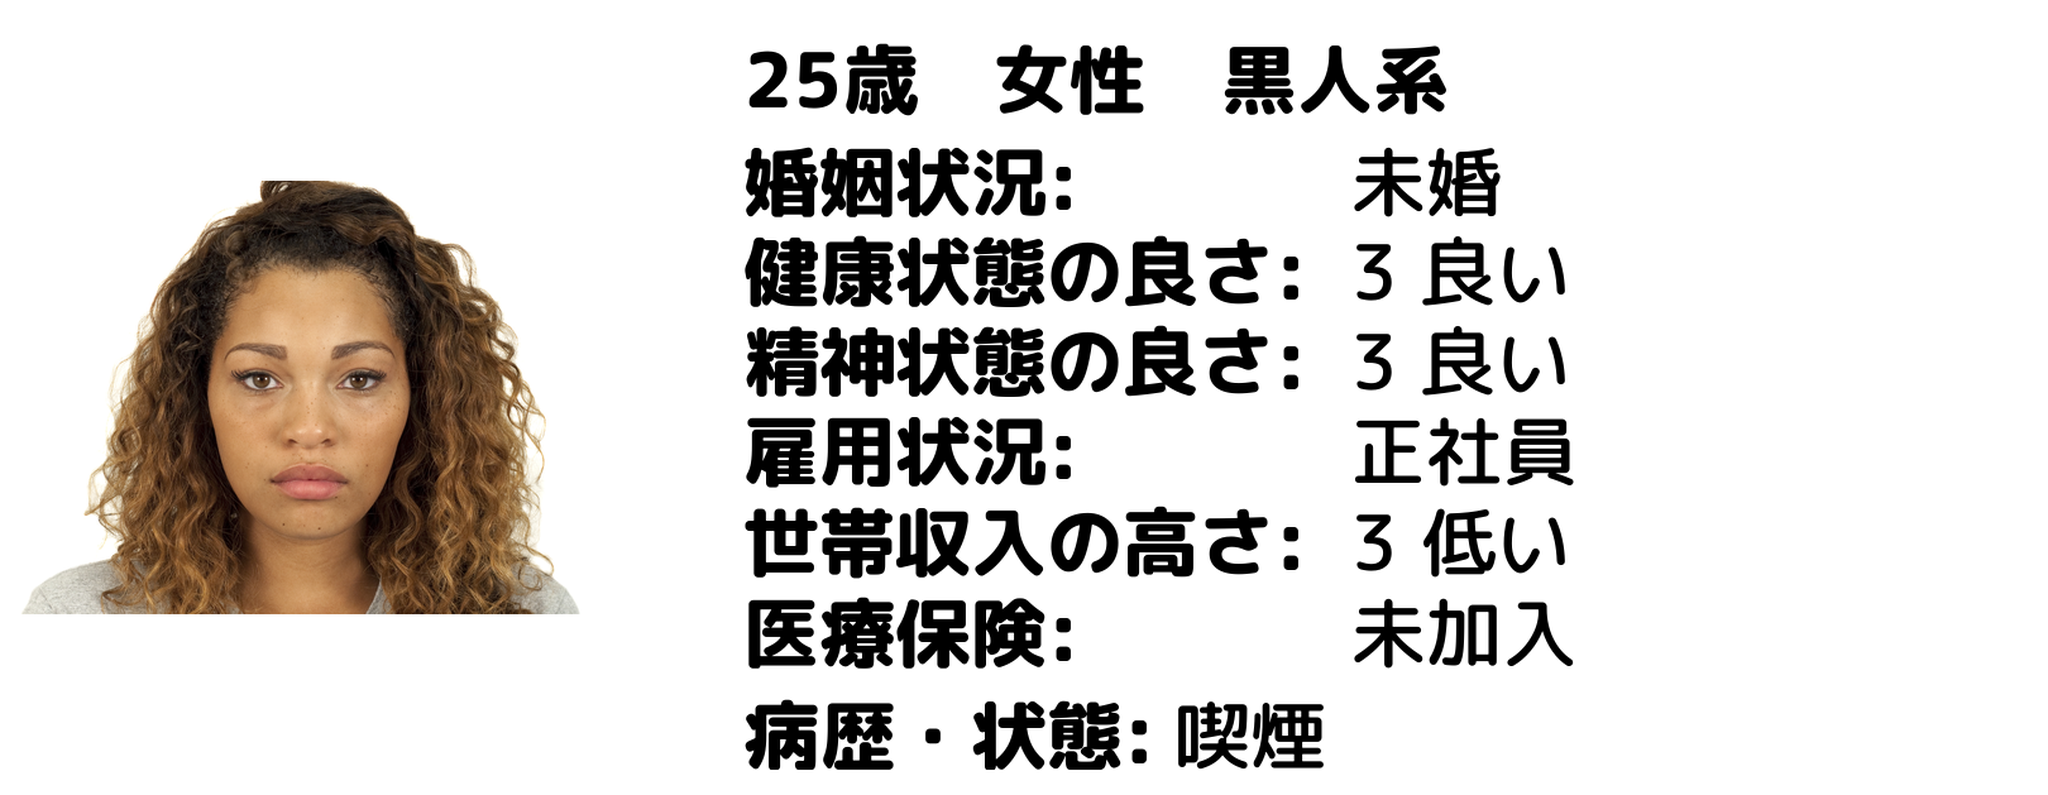 25歳　女性　黒人系
婚姻状況: 未婚
健康状態の良さ: 3 良い
精神状態の良さ: 3 良い
雇用状況: 正社員
世帯収入の高さ: 3 低い
医療保険: 未加入
病歴・状態: 喫煙